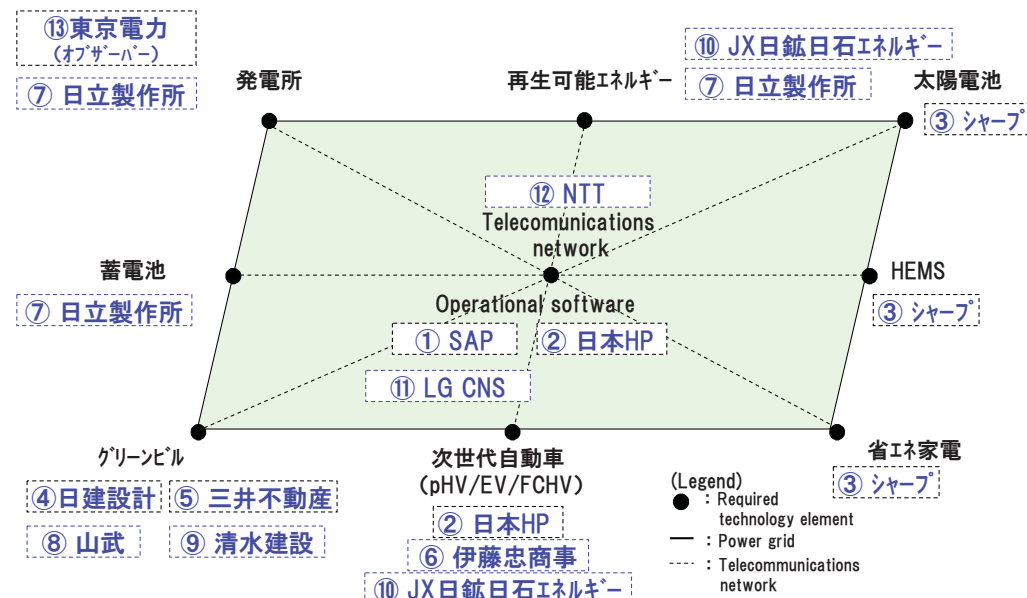 ⑬東京電力
(ｵﾌﾞｻﾞｰﾊﾞｰ)
⑦ 日立製作所
発電所
再生可能ｴﾈﾙｷﾞｰ
⑩ JX日鉱日石ｴﾈﾙｷﾞｰ
⑦ 日立製作所
太陽電池
③ ｼｬｰﾌﾟ
⑫ NTT
Telecomunications
network
蓄電池
⑦ 日立製作所
HEMS
③ ｼｬｰﾌﾟ
Operational software
① SAP
② 日本HP
⑪ LG CNS
ｸﾞﾘｰﾝﾋﾞﾙ
④日建設計
⑤ 三井不動産
⑧ 山武
⑨ 清水建設
次世代自動車
(pHV/EV/FCHV)
② 日本HP
⑥ 伊藤忠商事
⑩ JX日鉱日石ｴﾈﾙｷﾞｰ
省ｴﾈ家電
③ ｼｬｰﾌﾟ
(Legend)
: Required
technology element
: Power grid
: Telecommunications
network